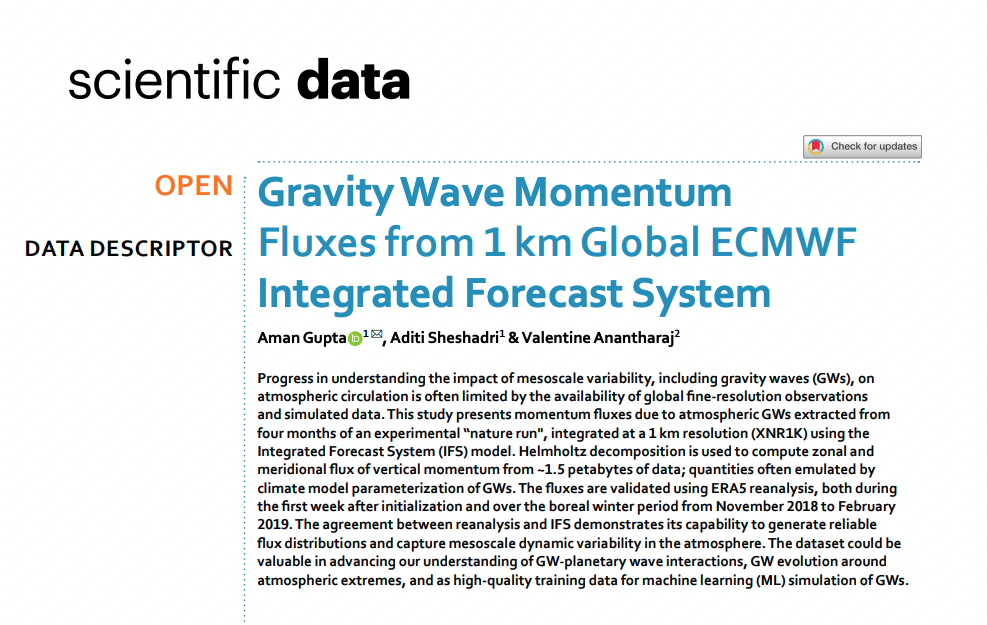 scientific data
Check for updates
OPEN
DATA DESCRIPTOR
Gravity Wave Momentum
Fluxes from 1 km Global ECMWF
Integrated Forecast System
Aman Gupta iD 1 ✉, Aditi Sheshadri1 & Valentine Anantharaj2
Progress in understanding the impact of mesoscale variability, including gravity waves (GWs), on
atmospheric circulation is often limited by the availability of global fine-resolution observations
and simulated data. This study presents momentum fluxes due to atmospheric GWs extracted from
four months of an experimental “nature run", integrated at a 1 km resolution (XNR1K) using the
Integrated Forecast System (IFS) model. Helmholtz decomposition is used to compute zonal and
meridional flux of vertical momentum from ~1.5 petabytes of data; quantities often emulated by
climate model parameterization of GWs. The fluxes are validated using ERA5 reanalysis, both during
the first week after initialization and over the boreal winter period from November 2018 to February
2019. The agreement between reanalysis and IFS demonstrates its capability to generate reliable
flux distributions and capture mesoscale dynamic variability in the atmosphere. The dataset could be
valuable in advancing our understanding of GW-planetary wave interactions, GW evolution around
atmospheric extremes, and as high-quality training data for machine learning (ML) simulation of GWs.